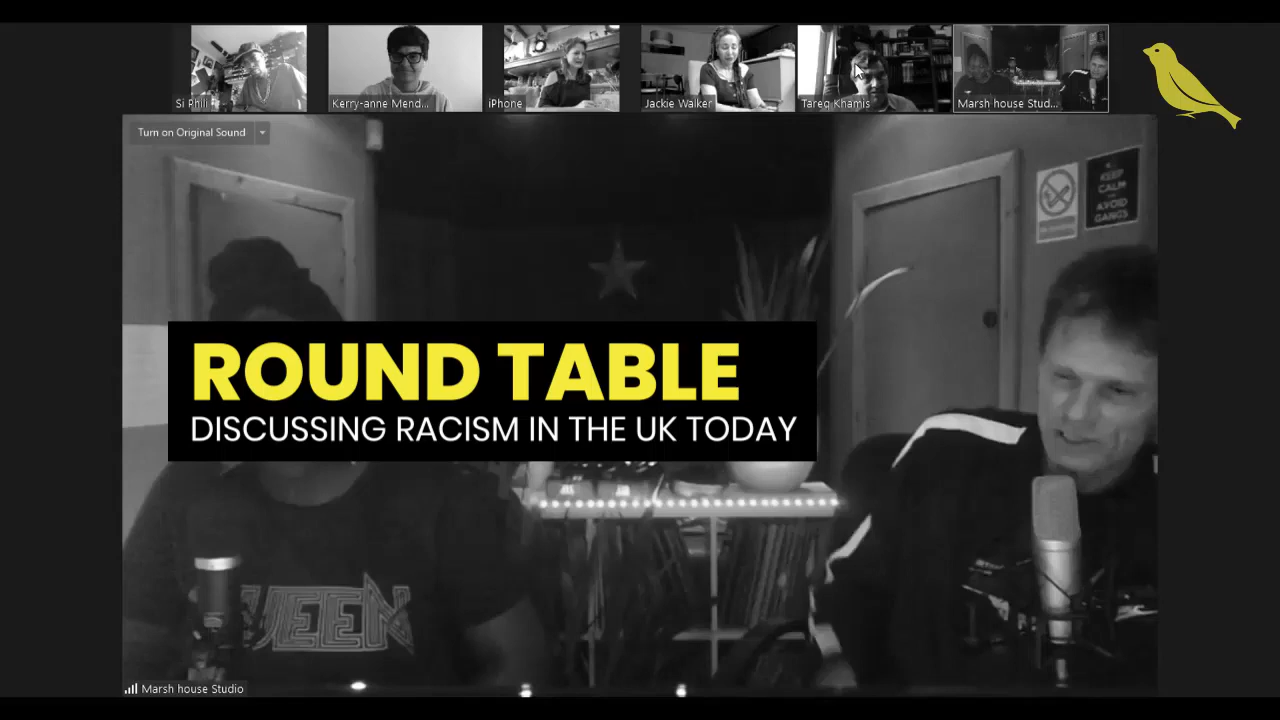 Si Phili
Kerry-anne Mend...
iPhone
Jackie Walker
Tareq Khamis
Marsh house Stud...
Turn on Original Sound
KEEP
CALM
AVOID
GANGS
ROUND TABLE
DISCUSSING RACISM IN THE UK TODAY
Marsh house Studio